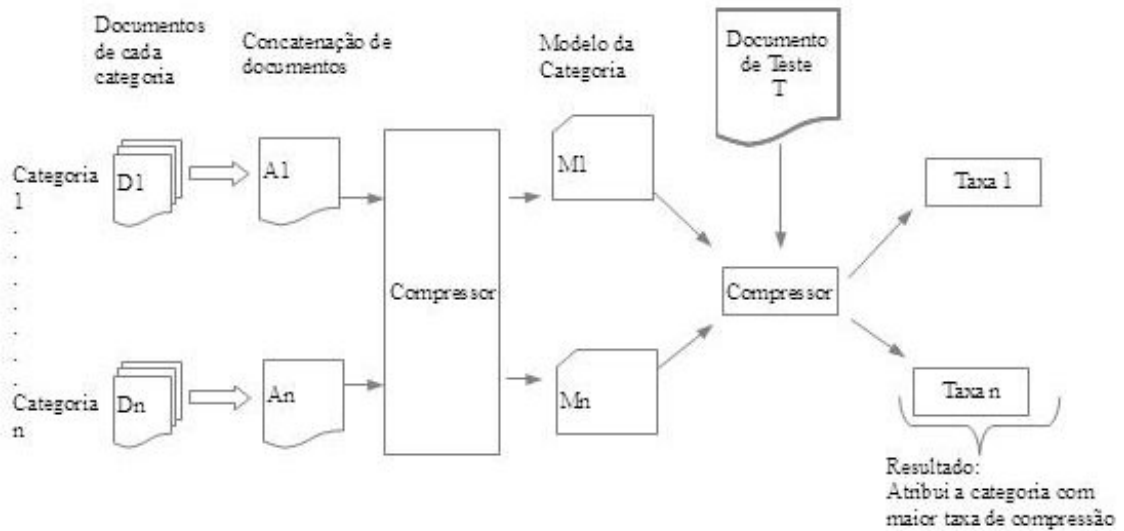 Documentos
de cada
categoria
Concatenação de
documentos
Modelo da
Categoria
Documento
de Teste
T
Categoria
1
.
.
.
.
.
.
.
D1
A1
M1
Taxa 1
Compressor
Compressor
Categoria
n
Dn
An
Mn
Taxa n
Resultado:
Atribui a categoria com
maior taxa de compressão